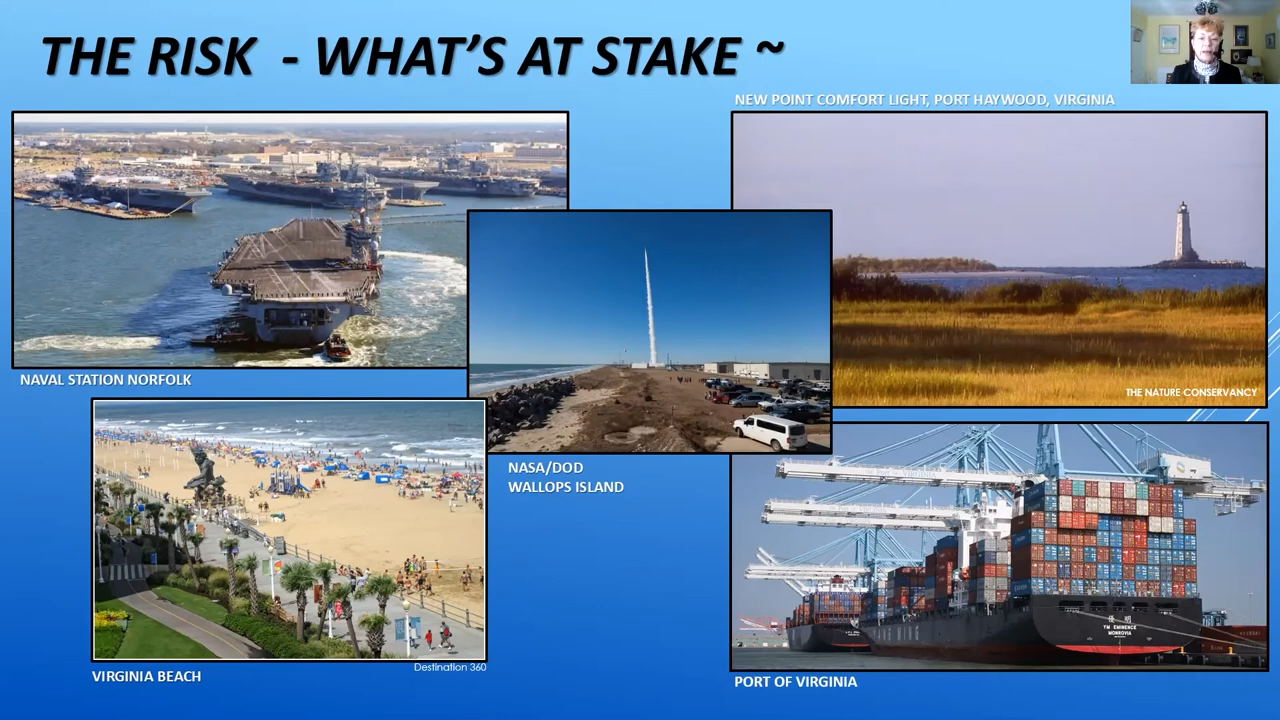 THE RISK - WHAT'S AT STAKE ~
NEW POINT COMFORT LIGHT, PORT HAYWOOD, VIRGINIA
THE NATURE CONSERVANCY
NAVAL STATION NORFOLK
NASA/DOD
WALLOPS ISLAND
YM EMINENCE
MONROVIA
Destination 360
VIRGINIA BEACH
PORT OF VIRGINIA